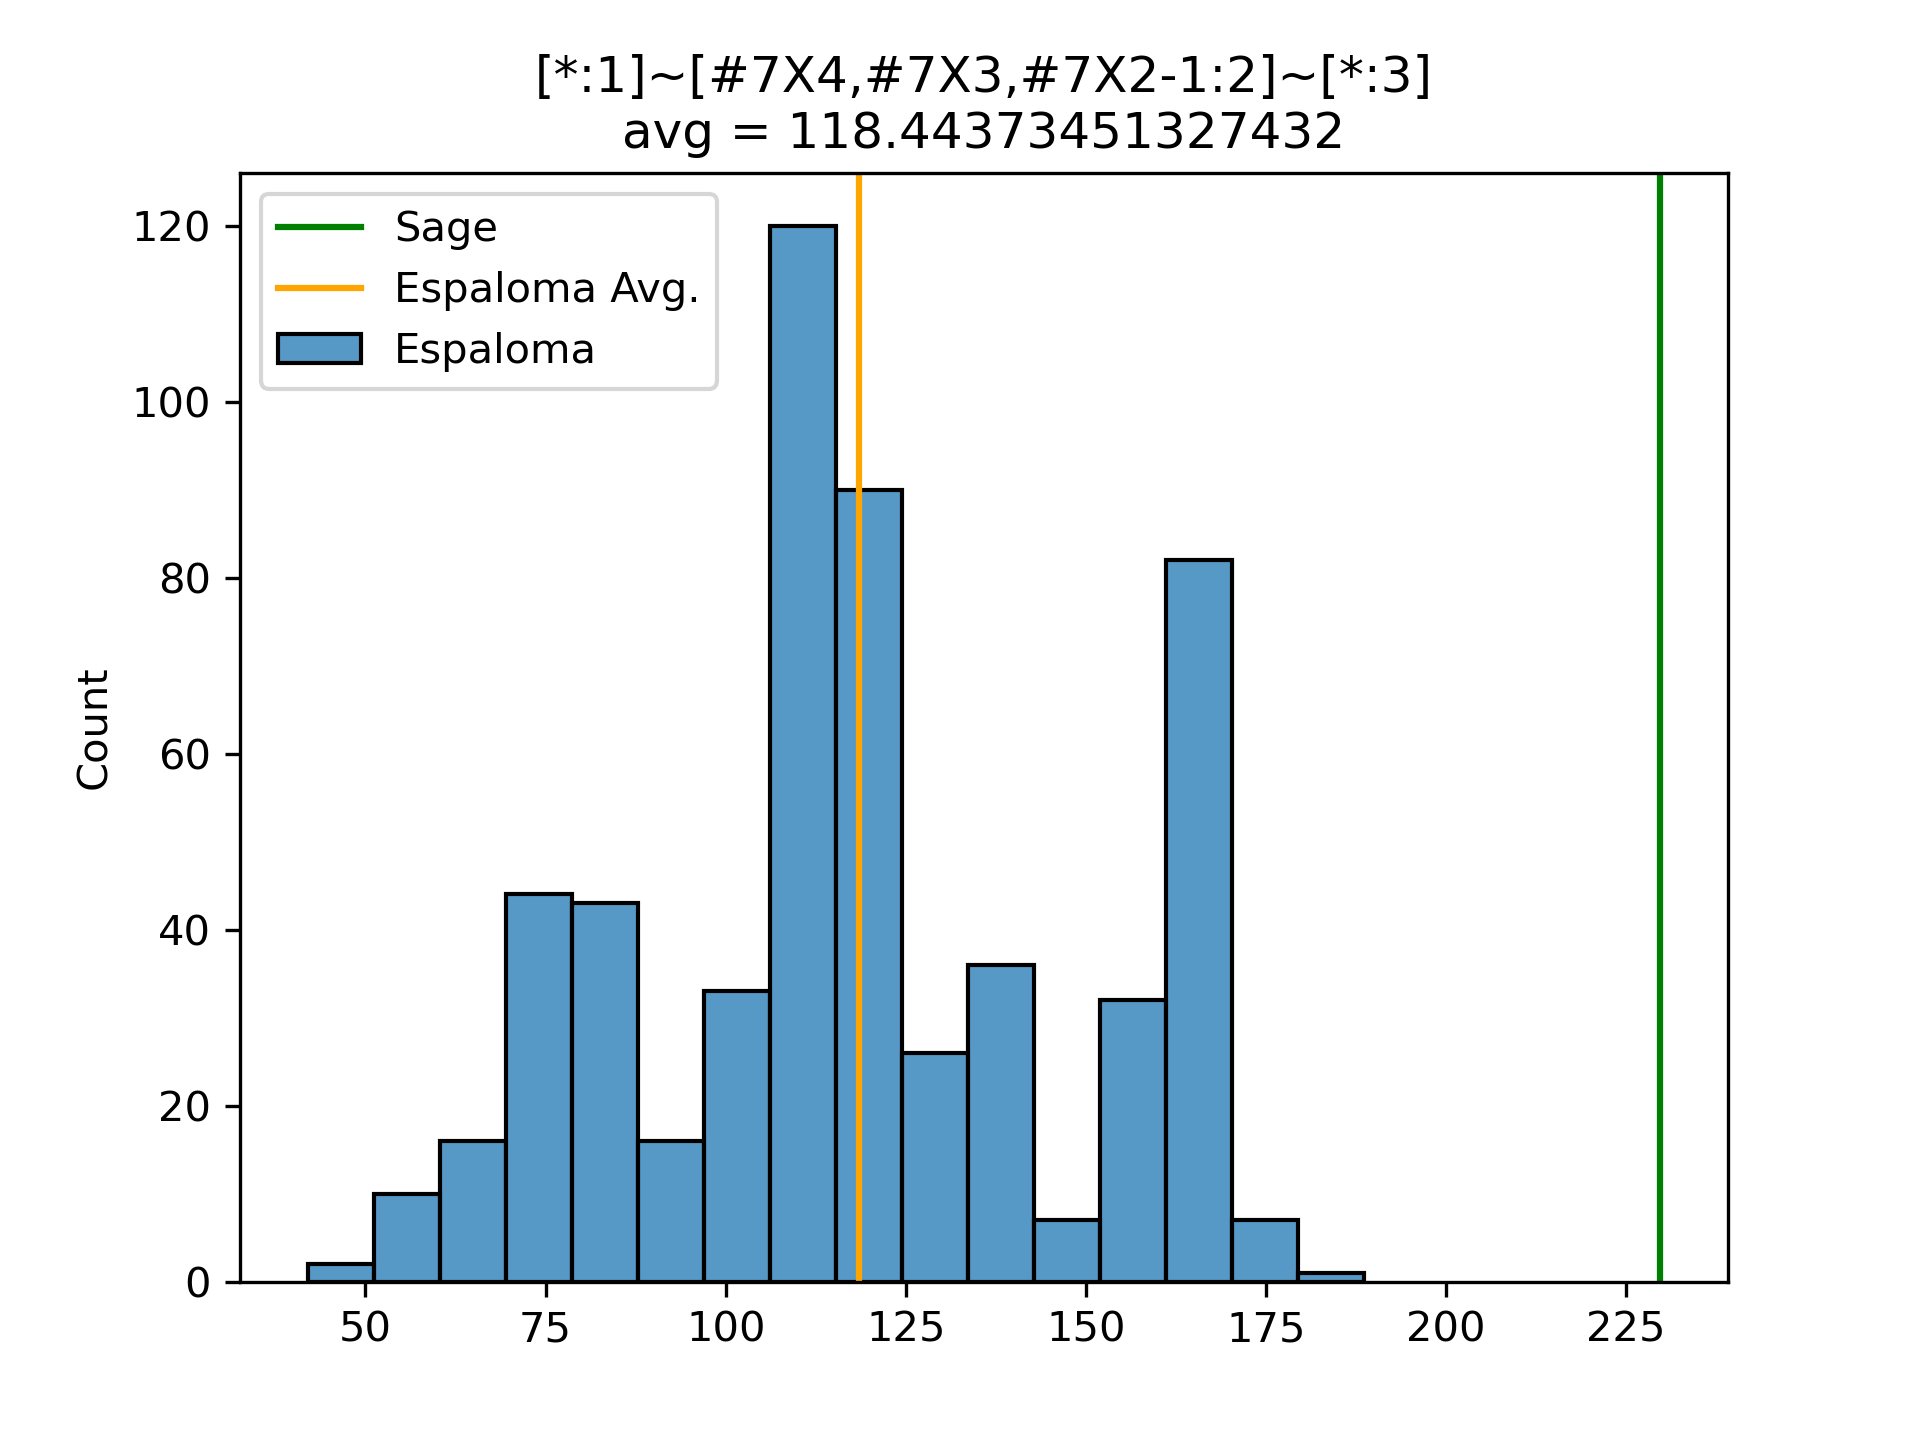 [*:1]~[#7X4,#7X3,#7X2-1:2]~[*:3]
avg = 118.44373451327432
Sage
Espaloma Avg.
Espaloma
120
100
80
60
40
20
0
Count
50 75 100 125 150 175 200 225